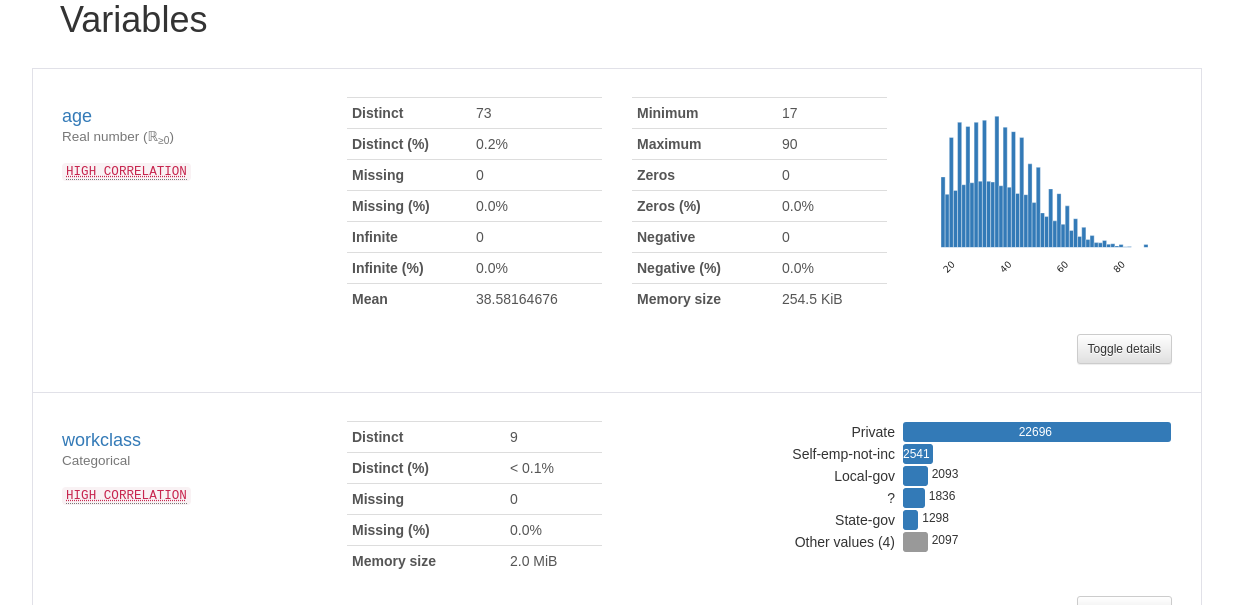 Variables
age
Real number (ℝ≥0)
HIGH CORRELATION
Distinct 73
Distinct (%) 0.2%
Missing 0
Missing (%) 0.0%
Infinite 0
Infinite (%) 0.0%
Mean 38.58164676
Minimum 17
Maximum 90
Zeros 0
Zeros (%) 0.0%
Negative 0
Negative (%) 0.0%
Memory size 254.5 KiB
20 40 60 80
Toggle details
workclass
Categorical
HIGH CORRELATION
Distinct 9
Distinct (%) < 0.1%
Missing 0
Missing (%) 0.0%
Memory size 2.0 MiB
Private 22696
Self-emp-not-inc 2541
Local-gov 2093
? 1836
State-gov 1298
Other values (4) 2097